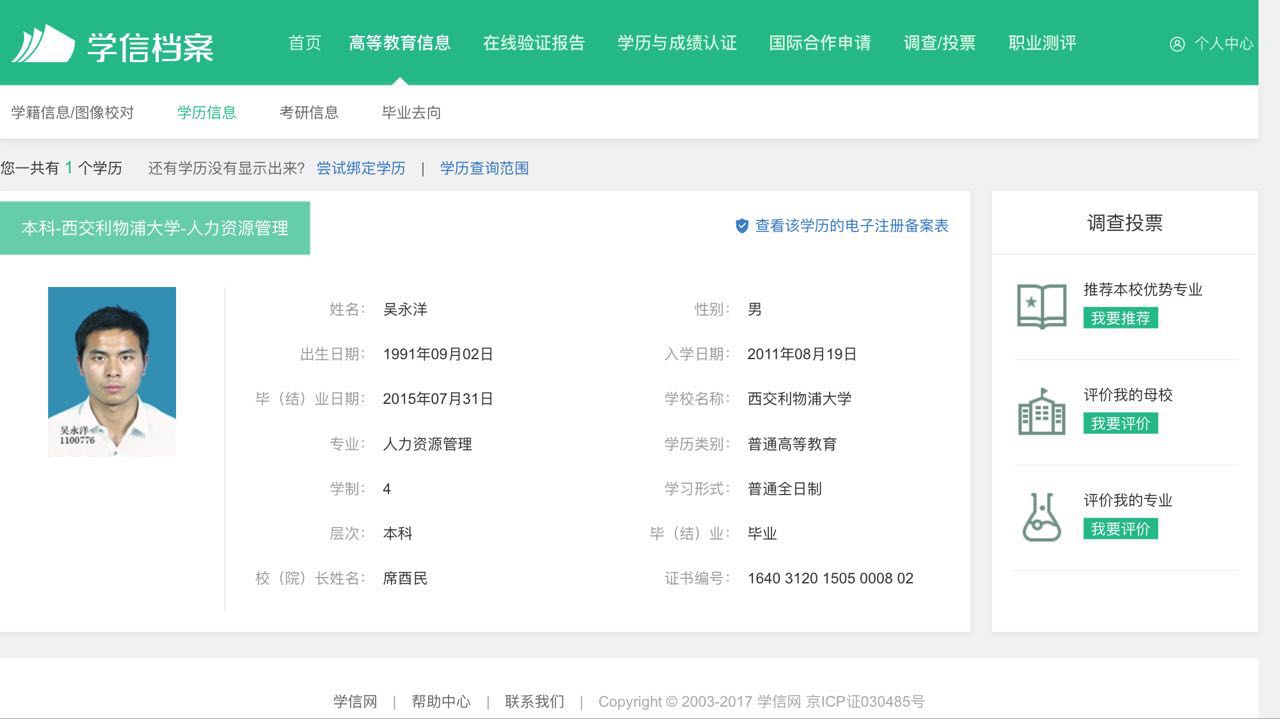 学信档案 首页 高等教育信息 在线验证报告 学历与成绩认证 国际合作申请 调查/投票 职业测评 个人中心
学籍信息/图像校对 学历信息 考研信息 毕业去向
您一共有 1 个学历 还有学历没有显示出来? 尝试绑定学历 | 学历查询范围
本科-西交利物浦大学-人力资源管理 查看该学历的电子注册备案表
姓名: 吴永洋 性别: 男
出生日期: 1991年09月02日 入学日期: 2011年08月19日
毕（结）业日期: 2015年07月31日 学校名称: 西交利物浦大学
专业: 人力资源管理 学历类别: 普通高等教育
学制: 4 学习形式: 普通全日制
层次: 本科 毕（结）业: 毕业
校（院）长姓名: 席酉民 证书编号: 1640 3120 1505 0008 02
吴永洋
1100776
调查投票
推荐本校优势专业
我要推荐
评价我的母校
我要评价
评价我的专业
我要评价
学信网 | 帮助中心 | 联系我们 | Copyright © 2003-2017 学信网 京ICP证030485号